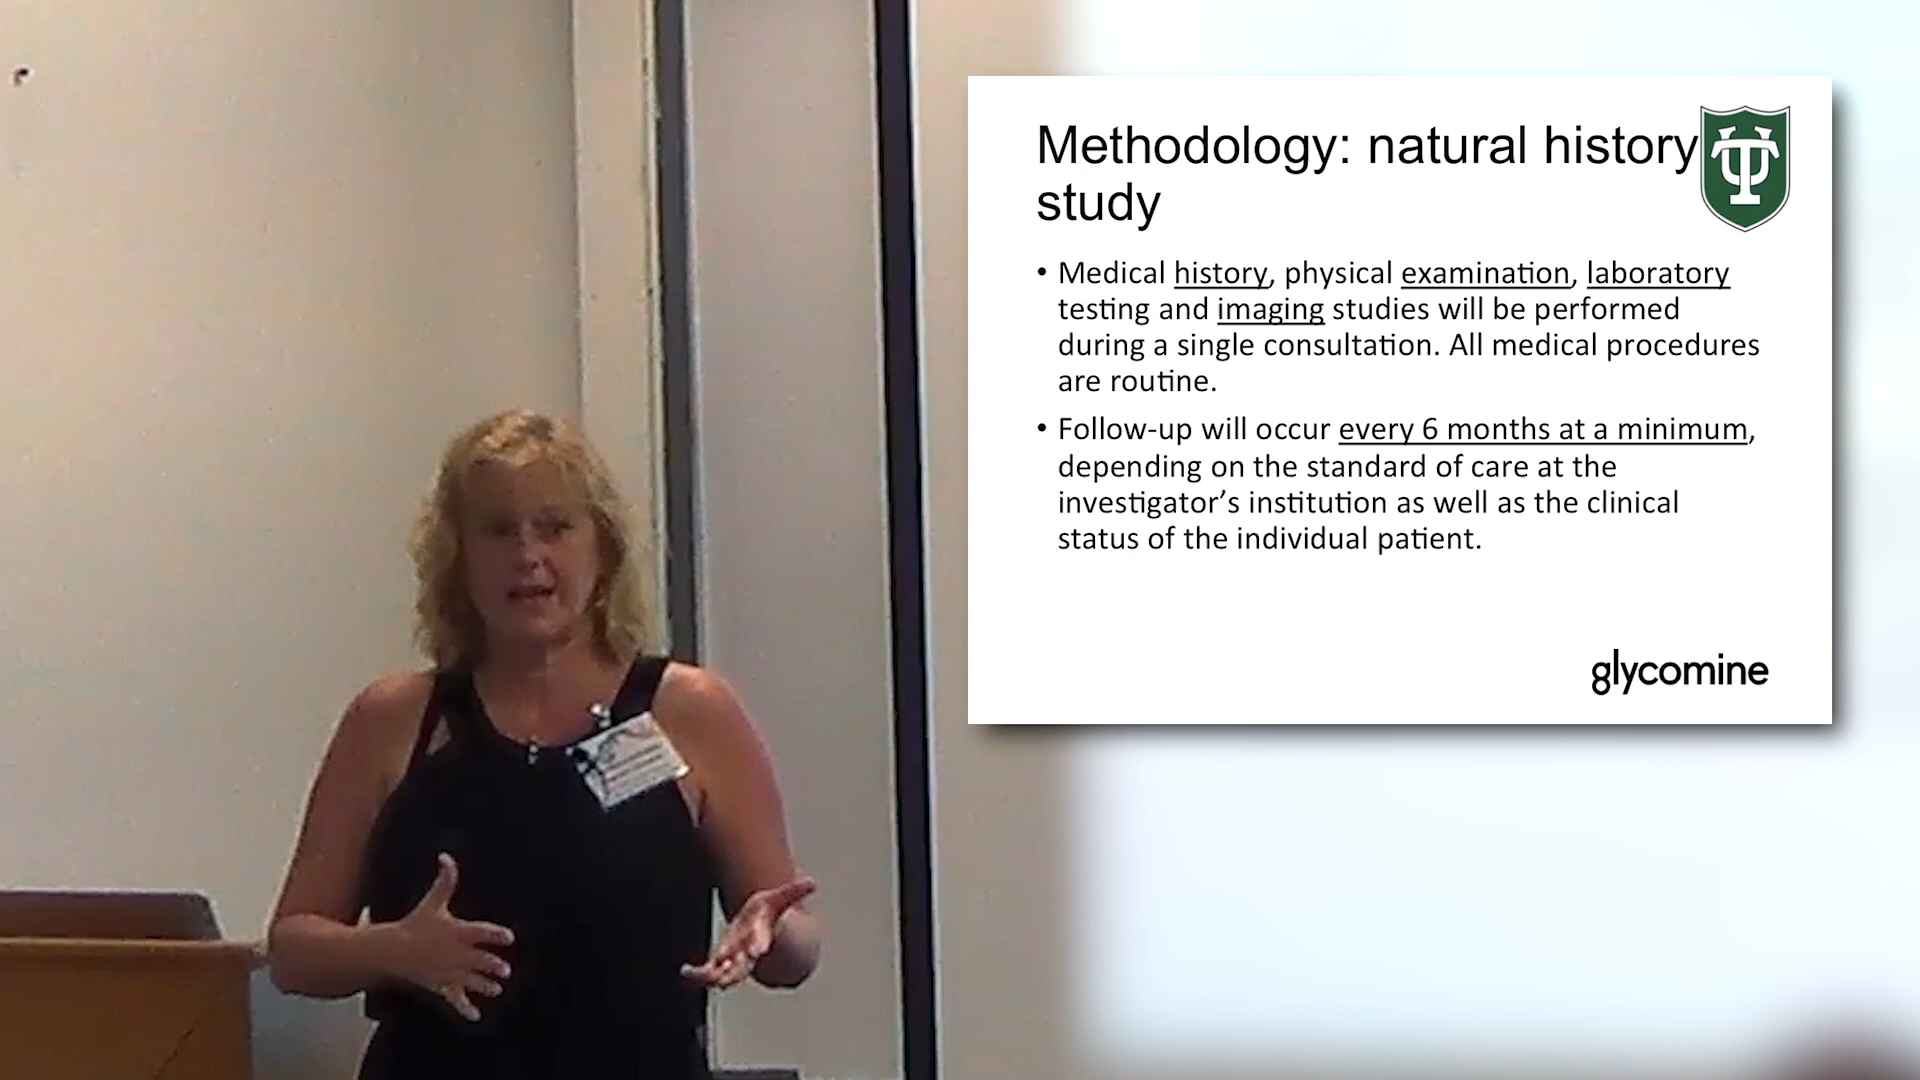 Methodology: natural history
study
• Medical history, physical examination, laboratory
testing and imaging studies will be performed
during a single consultation. All medical procedures
are routine.
• Follow-up will occur every 6 months at a minimum,
depending on the standard of care at the
investigator’s institution as well as the clinical
status of the individual patient.
glycomine